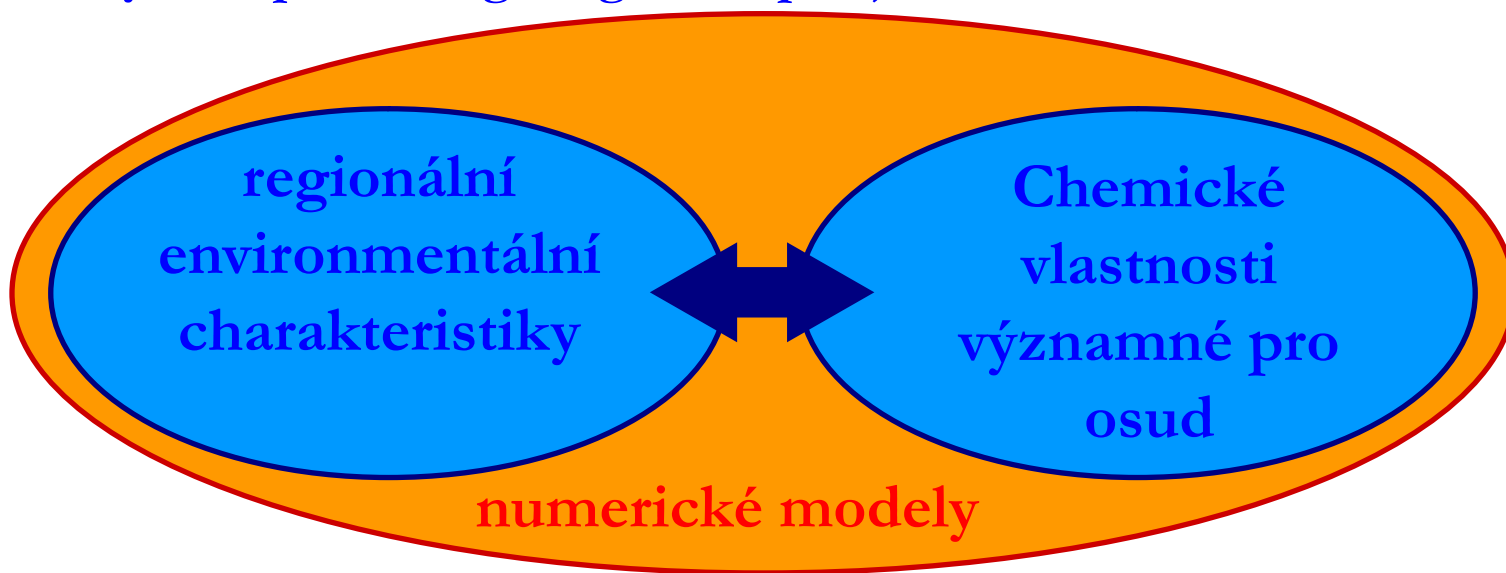 regionální
environmentální
charakteristiky
Chemické
vlastnosti
významné pro
osud
numerické modely